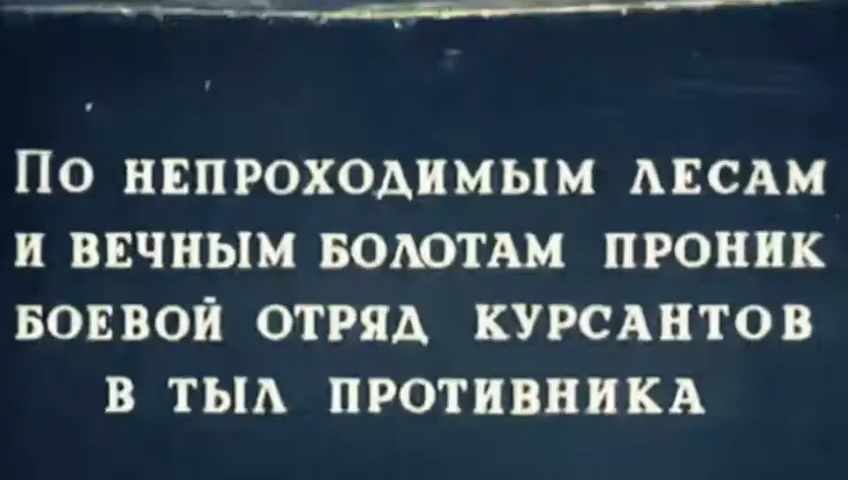 По непроходимым лесам
и вечным болотам проник
боевой отряд курсантов
в тыл противника